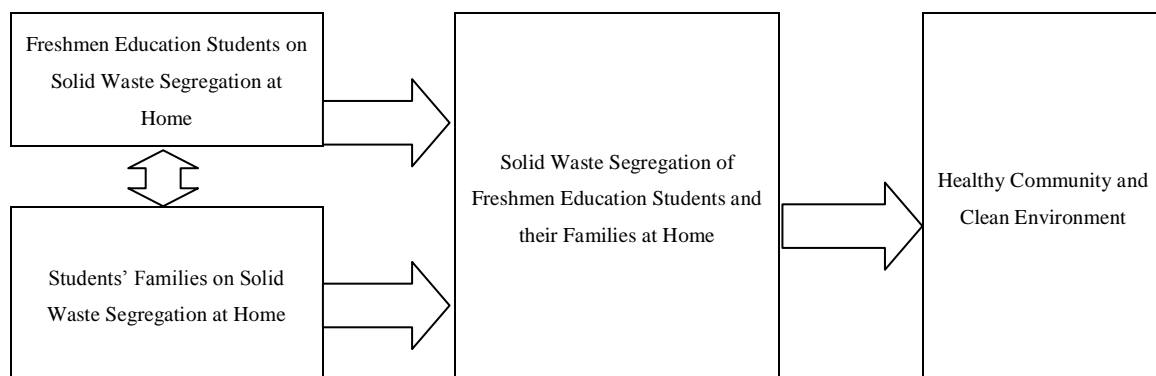 Freshmen Education Students on
Solid Waste Segregation at
Home
Students’ Families on Solid
Waste Segregation at Home
Solid Waste Segregation of
Freshmen Education Students and
their Families at Home
Healthy Community and
Clean Environment